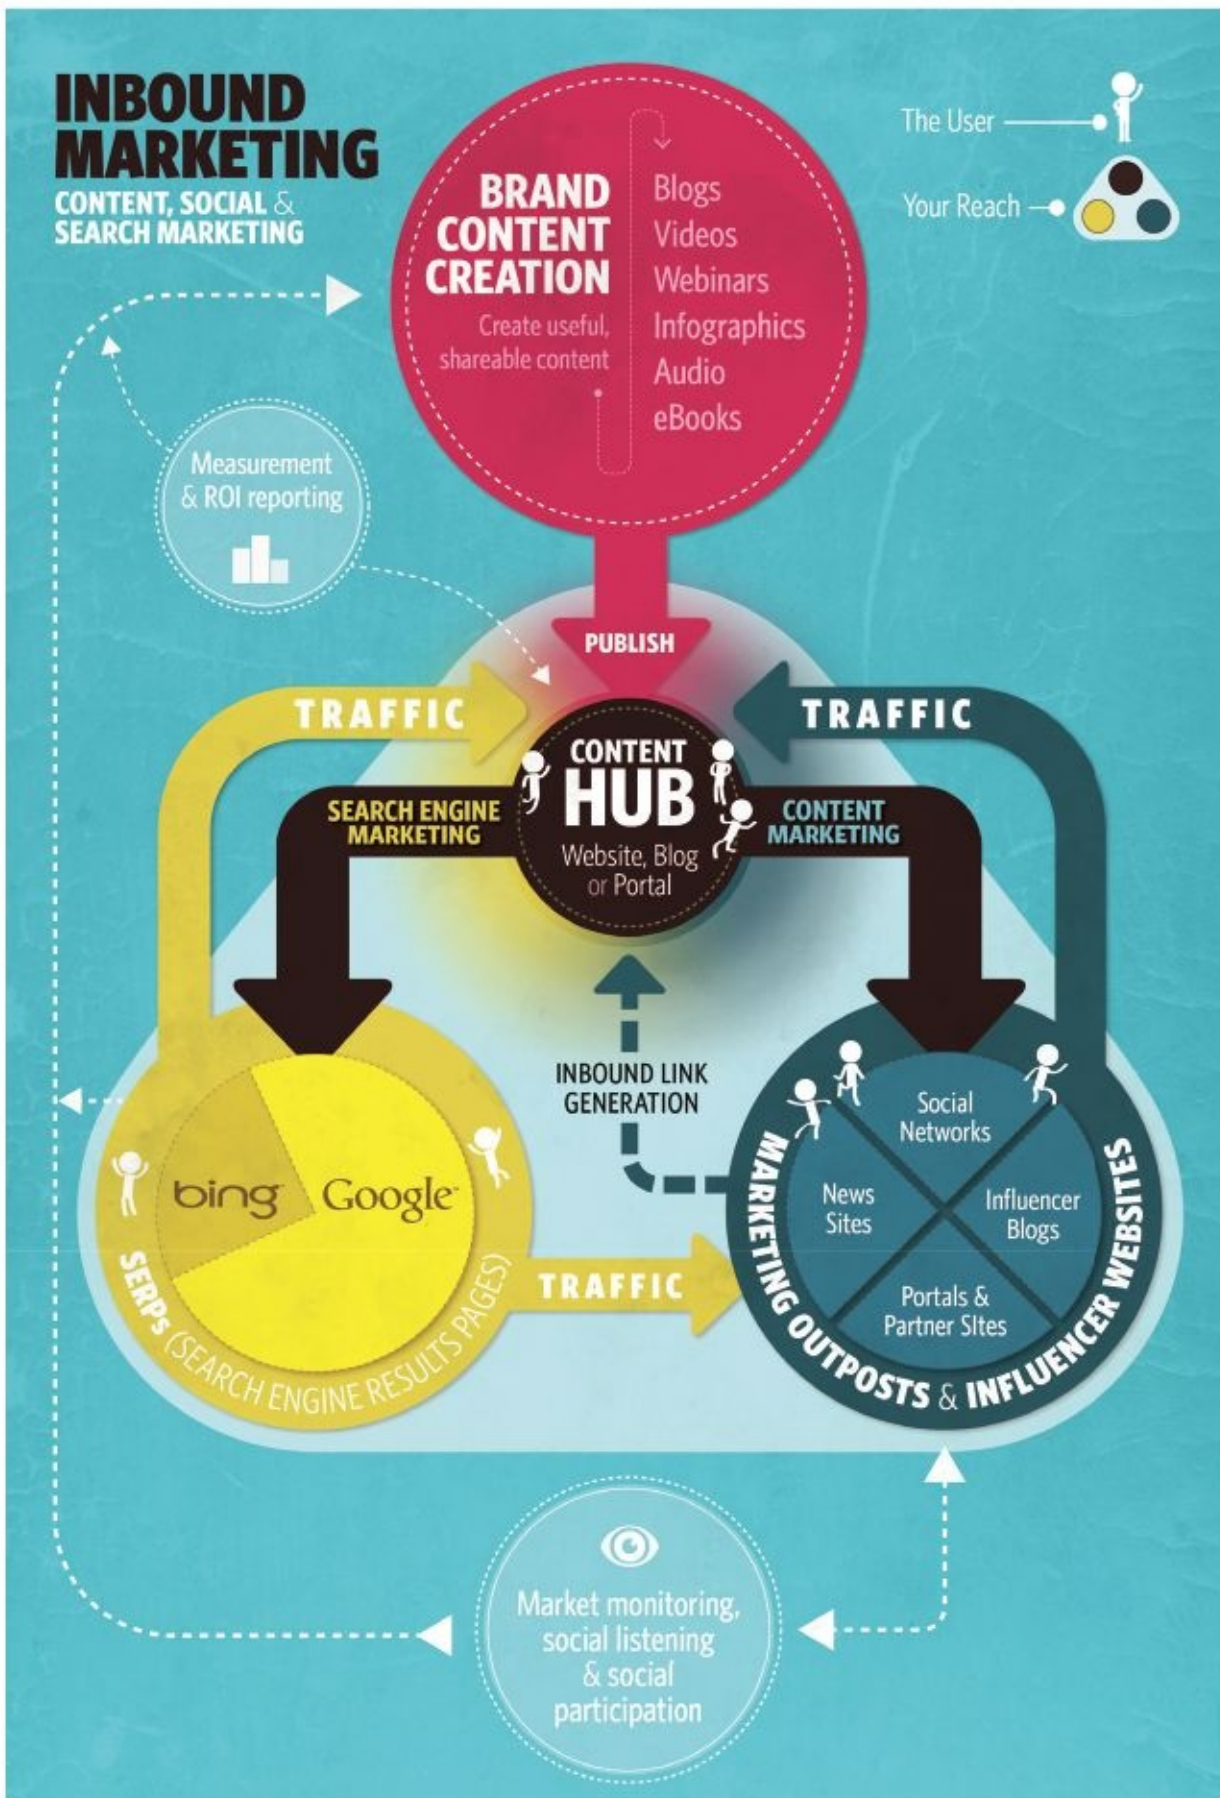 INBOUND
MARKETING
CONTENT, SOCIAL &
SEARCH MARKETING
The User
Your Reach
BRAND
CONTENT
CREATION
Create useful,
shareable content
Blogs
Videos
Webinars
Infographics
Audio
eBooks
Measurement
& ROI reporting
PUBLISH
TRAFFIC
TRAFFIC
CONTENT
HUB
Website, Blog
or Portal
SEARCH ENGINE
MARKETING
CONTENT
MARKETING
INBOUND LINK
GENERATION
bing
Google
SERPs (SEARCH ENGINE RESULTS PAGES)
TRAFFIC
Social
Networks
News
Sites
Influencer
Blogs
Portals &
Partner SItes
MARKETING OUTPOSTS & INFLUENCER WEBSITES
Market monitoring,
social listening
& social
participation